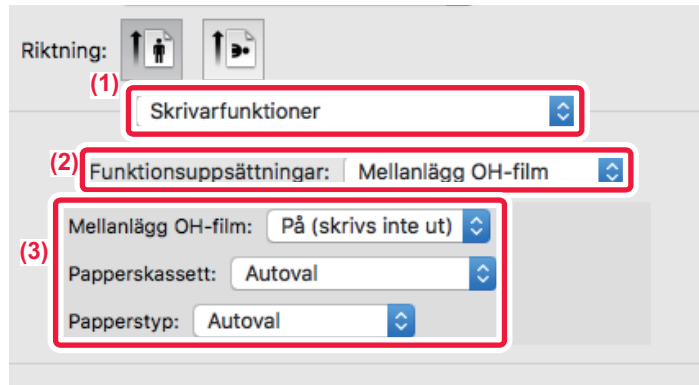 Riktning:
(1)
Skrivarfunktioner
(2)
Funktionsuppsättningar: Mellanlägg OH-film
(3)
Mellanlägg OH-film: På (skrivs inte ut)
Papperskassett: Autoval
Papperstyp: Autoval